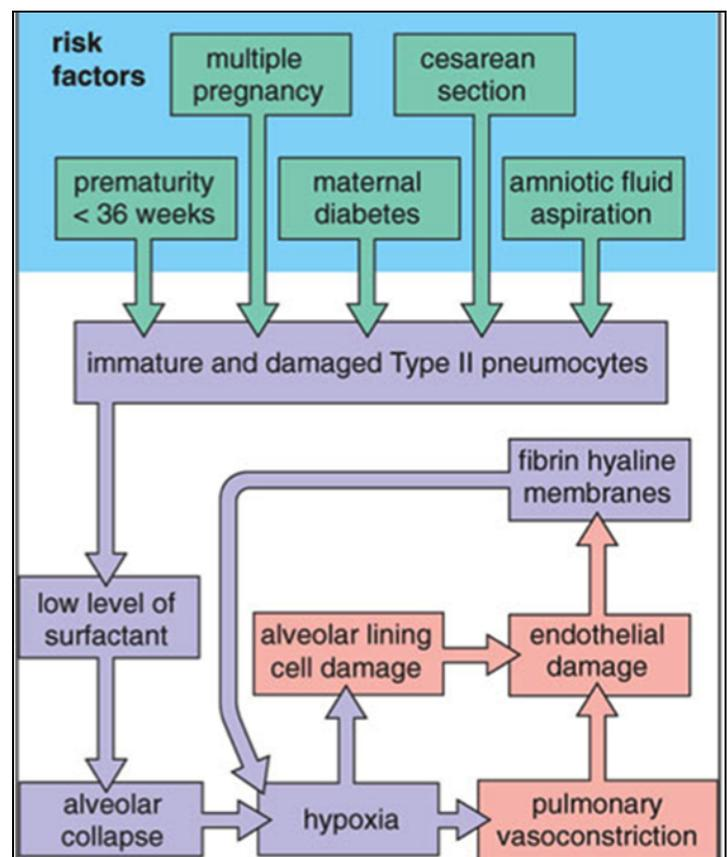 risk
factors
multiple
pregnancy
cesarean
section
prematurity
< 36 weeks
maternal
diabetes
amniotic fluid
aspiration
immature and damaged Type II pneumocytes
fibrin hyaline
membranes
low level of
surfactant
alveolar lining
cell damage
endothelial
damage
alveolar
collapse
hypoxia
pulmonary
vasoconstriction